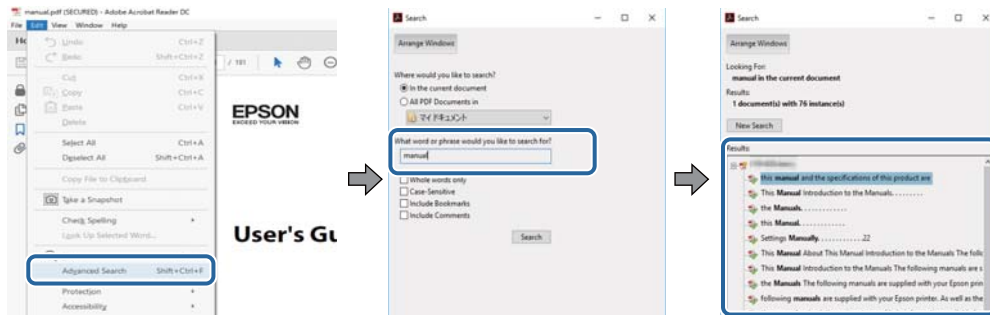 manual.pdf (SECURED) - Adobe Acrobat Reader DC
File Edit View Window Help
Undo Ctrl+Z
Redo Shift+Ctrl+Z
Cut Ctrl+X
Copy Ctrl+C
Paste Ctrl+V
Delete
Select All Ctrl+A
Deselect All Shift+Ctrl+A
Copy File to Clipboard
Take a Snapshot
Check Spelling
Look Up Selected Word...
Advanced Search Shift+Ctrl+F
Protection
Accessibility
/ 191
EPSON
EXCEED YOUR VISION
User's Gu
Search
Arrange Windows
Where would you like to search?
In the current document
All PDF Documents in
マイ ドキュメント
What word or phrase would you like to search for?
manual
Whole words only
Case-Sensitive
Include Bookmarks
Include Comments
Search
Search
Arrange Windows
Looking For:
manual in the current document
Results:
1 document(s) with 76 instance(s)
New Search
Results:
this manual and the specifications of this product are
This Manual Introduction to the Manuals.........
the Manuals.............
this Manual.............
Settings Manually.............22
This Manual About This Manual Introduction to the Manuals The follo
This Manual Introduction to the Manuals The following manuals are s
the Manuals The following manuals are supplied with your Epson prin
following manuals are supplied with your Epson printer. As well as the